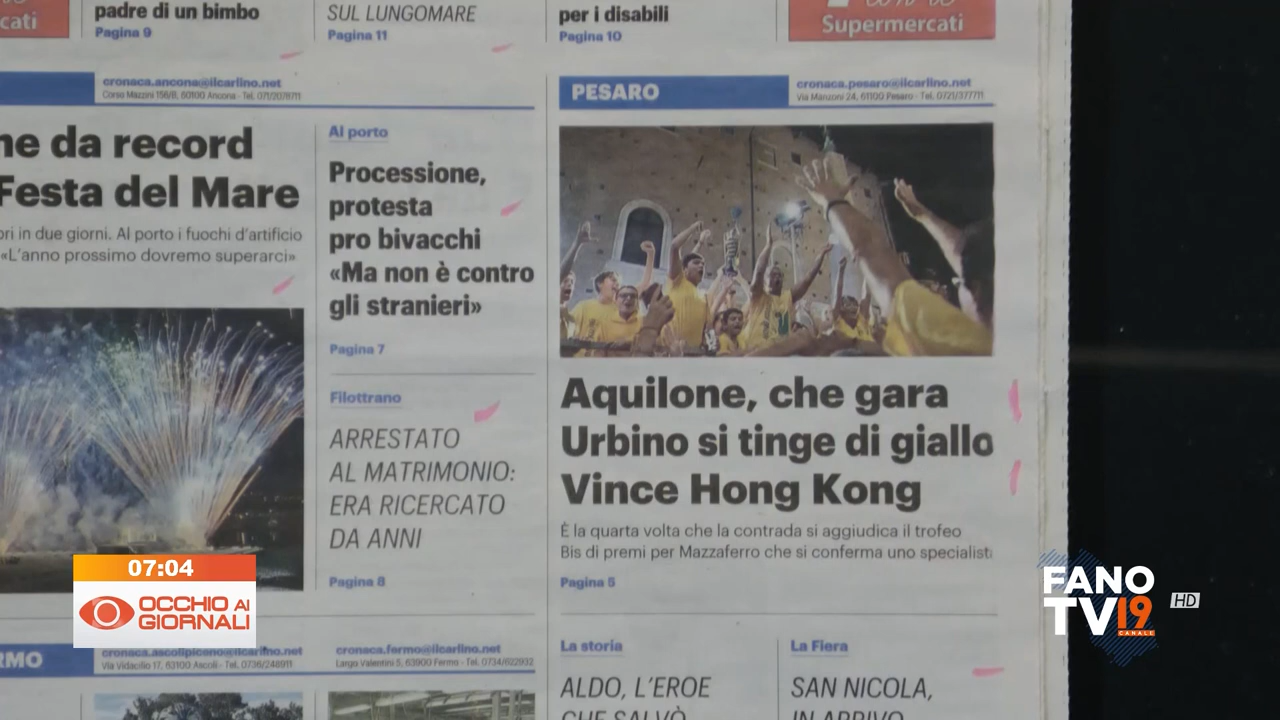 padre di un bimbo
Pagina 9
SUL LUNGOMARE
Pagina 11
per i disabili
Pagina 10
Supermercati
cronaca.ancona@ilcarlino.net
Corso Mazzini 156/B, 60100 Ancona - Tel. 071/2078711
ne da record
Festa del Mare
ori in due giorni. Al porto i fuochi d'artificio
«L'anno prossimo dovremo superarci»
Al porto
Processione,
protesta
pro bivacchi
«Ma non è contro
gli stranieri»
Pagina 7
Filottrano
ARRESTATO
AL MATRIMONIO:
ERA RICERCATO
DA ANNI
Pagina 8
PESARO
cronaca.pesaro@ilcarlino.net
Via Manzoni 24, 61100 Pesaro - Tel. 0721/377711
Aquilone, che gara
Urbino si tinge di giallo
Vince Hong Kong
È la quarta volta che la contrada si aggiudica il trofeo
Bis di premi per Mazzaferro che si conferma uno specialist
Pagina 5
RMO
cronaca.ascolipiceno@ilcarlino.net
Via Vidacilio 17, 63100 Ascoli - Tel. 0736/248911
cronaca.fermo@ilcarlino.net
Largo Valentini 5, 63900 Fermo - Tel. 0734/622932
La storia
ALDO, L'EROE
CHE SALVÒ
La Fiera
SAN NICOLA,
IN ARRIVO
07:04
OCCHIO AI
GIORNALI
FANO
TV19
CANALE
HD